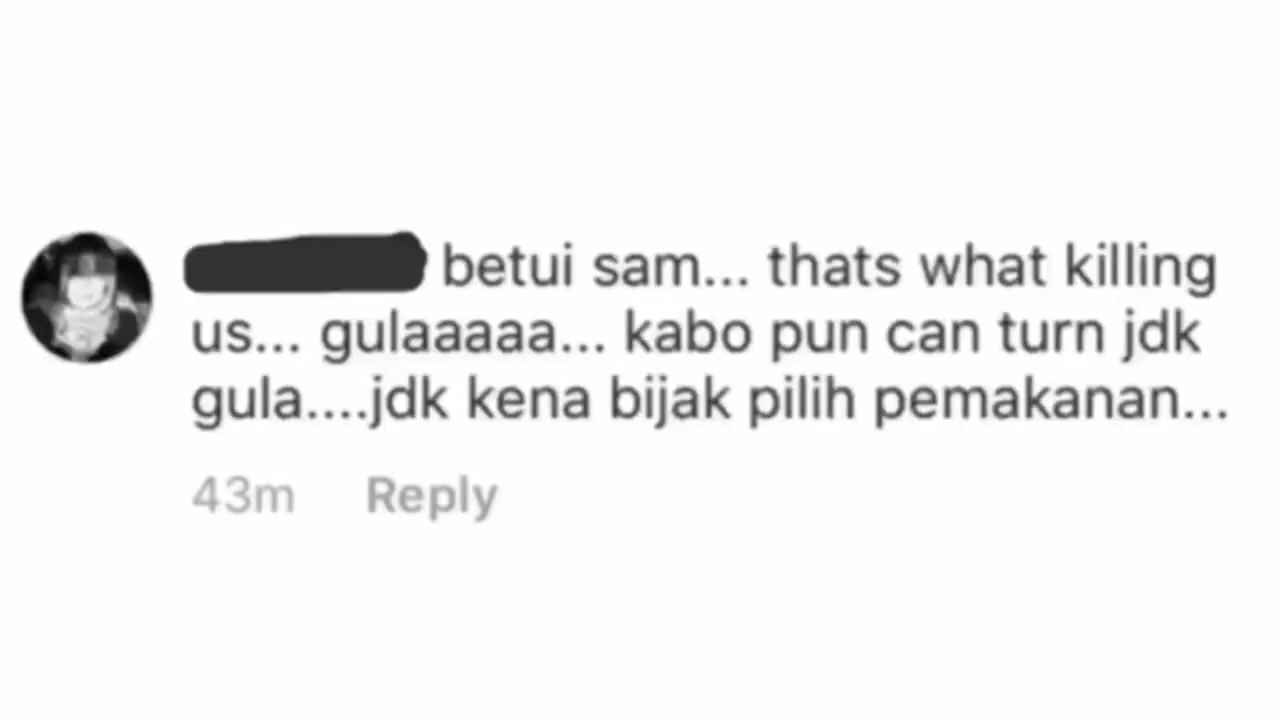 betui sam... thats what killing
us... gulaaaaa... kabo pun can turn jdk
gula....jdk kena bijak pilih pemakanan...
43m Reply